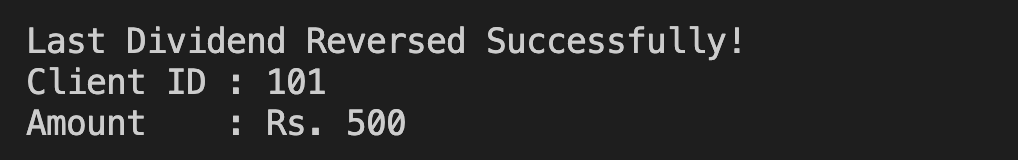 Last Dividend Reversed Successfully!
Client ID : 101
Amount    : Rs. 500